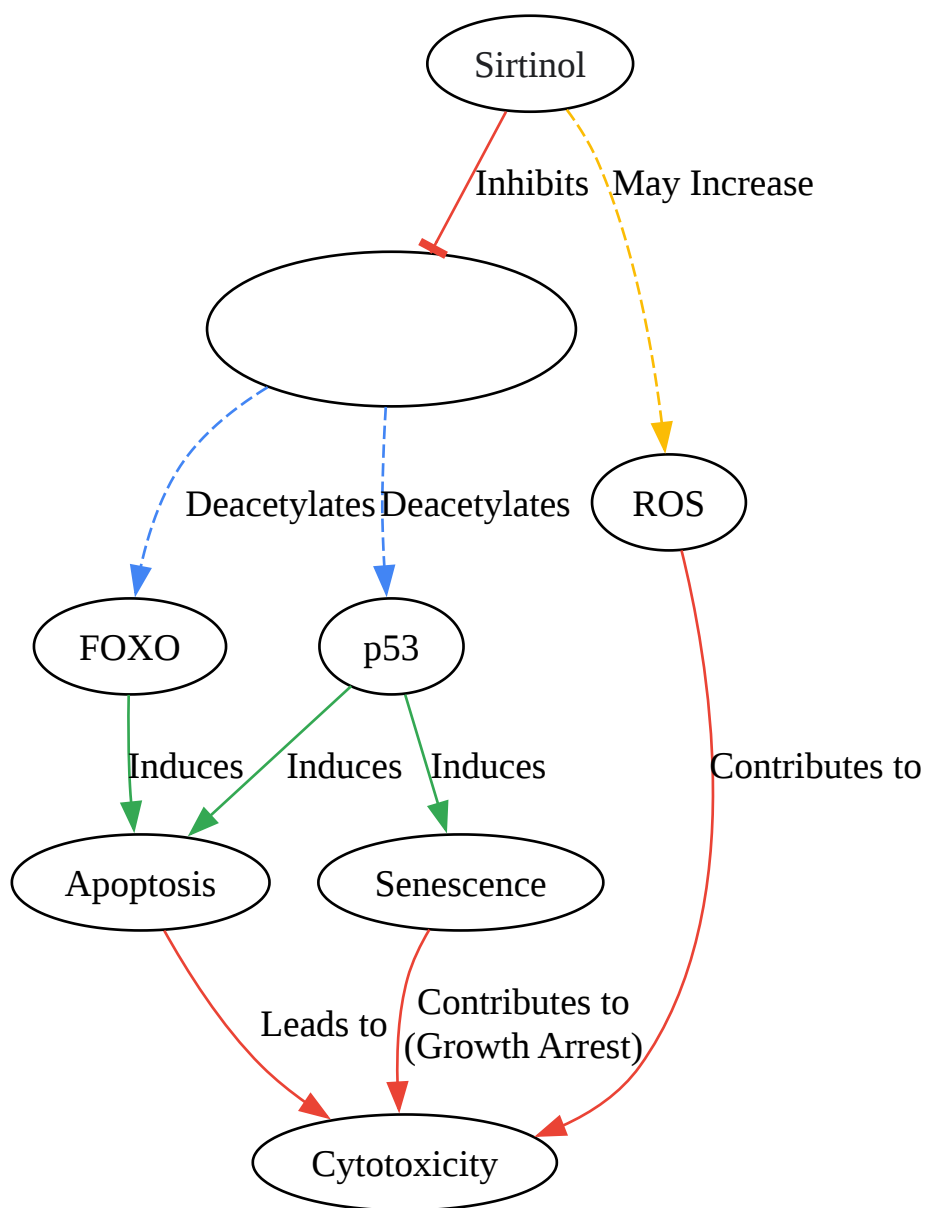 Sirtinol
Inhibits
May Increase
Deacetylates
Deacetylates
ROS
FOXO
p53
Induces
Induces
Induces
Contributes to
Apoptosis
Senescence
Leads to
Contributes to
(Growth Arrest)
Cytotoxicity